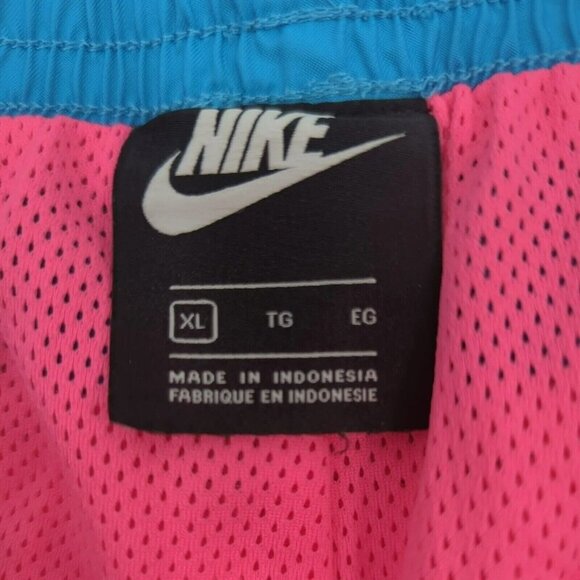 NIKE
XL TG EG
MADE IN INDONESIA
FABRIQUE EN INDONESIE